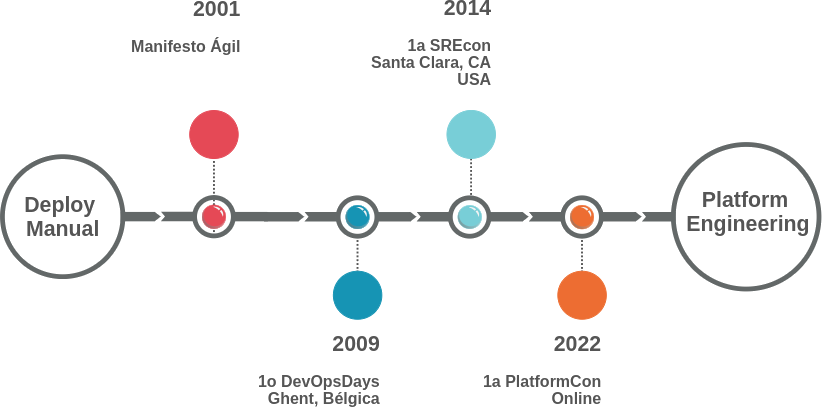 Deploy
Manual
2001
Manifesto Ágil
2009
1o DevOpsDays
Ghent, Bélgica
2014
1a SREcon
Santa Clara, CA
USA
2022
1a PlatformCon
Online
Platform
Engineering